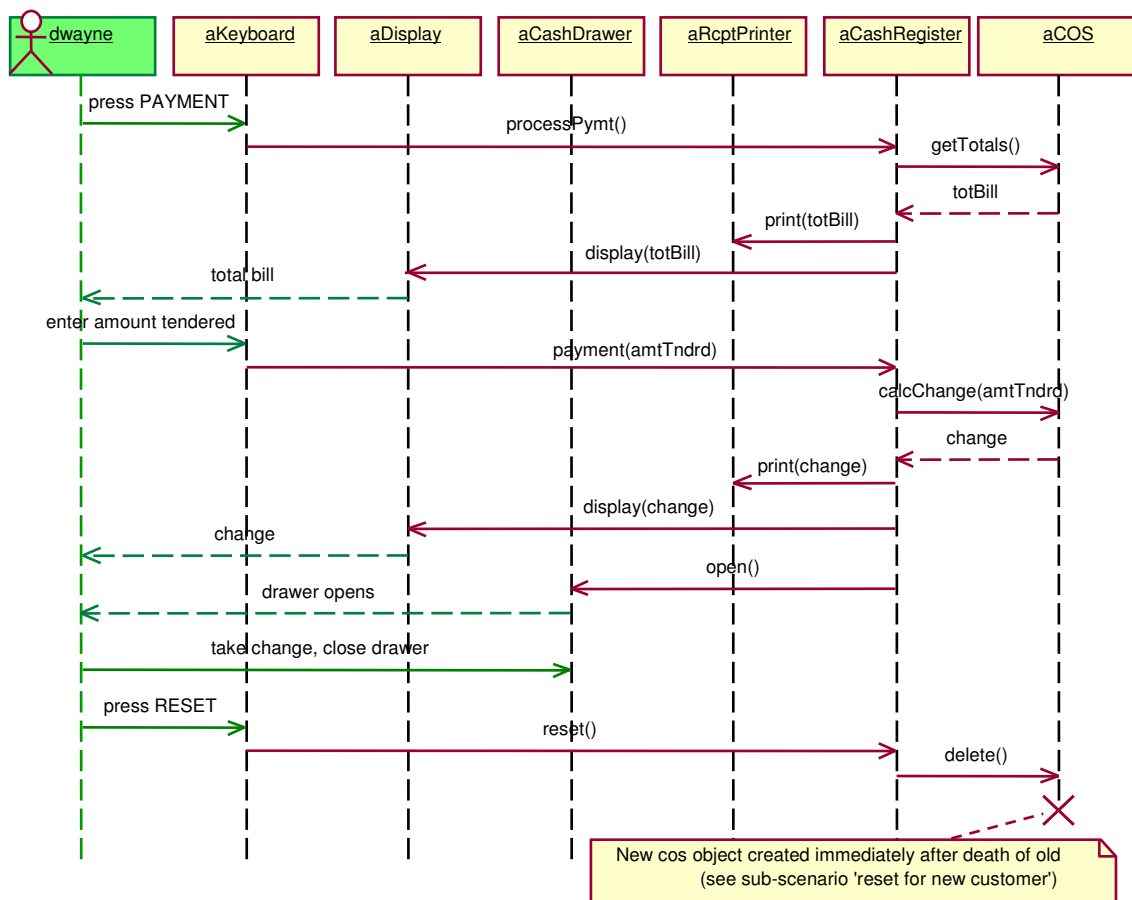 dwayne
aKeyboard
aDisplay
aCashDrawer
aRcptPrinter
aCashRegister
aCOS
press PAYMENT
processPymt()
getTotals()
totBill
print(totBill)
display(totBill)
total bill
enter amount tendered
payment(amtTndrd)
calcChange(amtTndrd)
change
print(change)
display(change)
change
open()
drawer opens
take change, close drawer
press RESET
reset()
delete()
New cos object created immediately after death of old
(see sub-scenario 'reset for new customer')